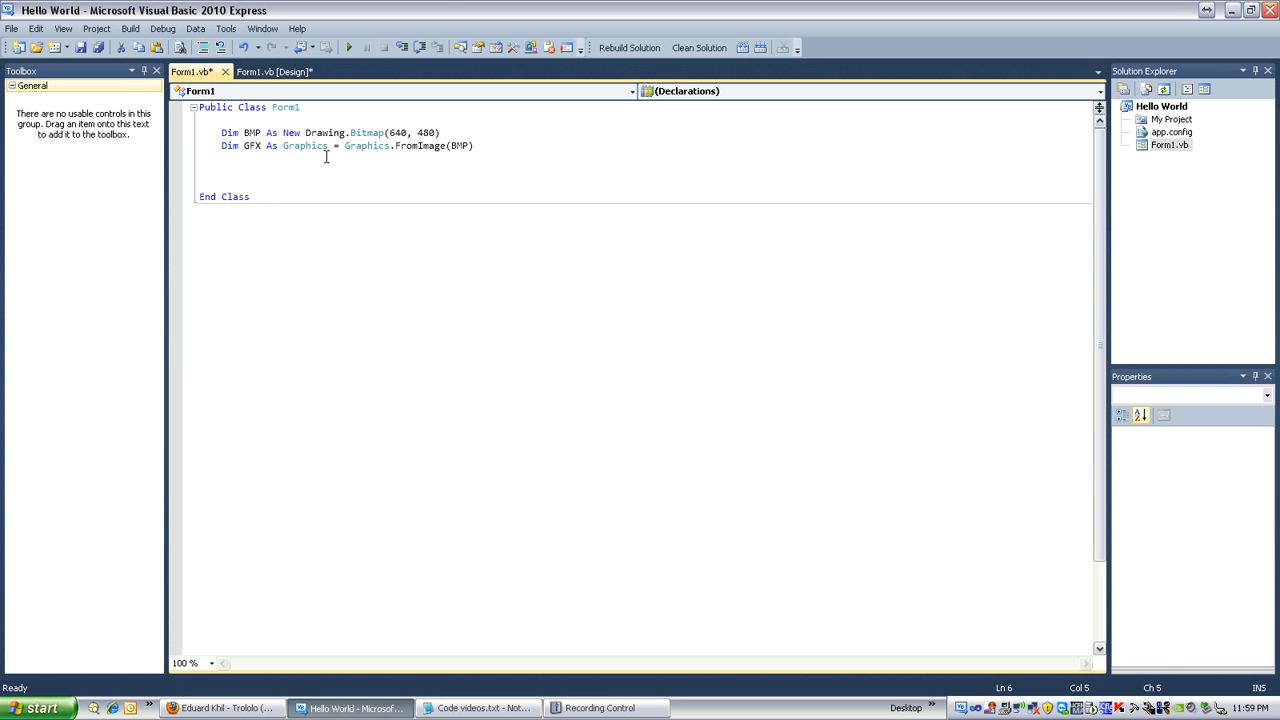 Hello World - Microsoft Visual Basic 2010 Express
File Edit View Project Build Debug Data Tools Window Help
Rebuild Solution Clean Solution
Toolbox
General
There are no usable controls in this
group. Drag an item onto this text
to add it to the toolbox.
Form1.vb* Form1.vb [Design]*
Form1 (Declarations)
Public Class Form1
Dim BMP As New Drawing.Bitmap(640, 480)
Dim GFX As Graphics = Graphics.FromImage(BMP)
End Class
100 %
Solution Explorer
Hello World
My Project
app.config
Form1.vb
Properties
Ready Ln 6 Col 5 Ch 5 INS
start Eduard Khil - Trololo (... Hello World - Microsof... Code videos.txt - Not... Recording Control Desktop » 11:59 PM